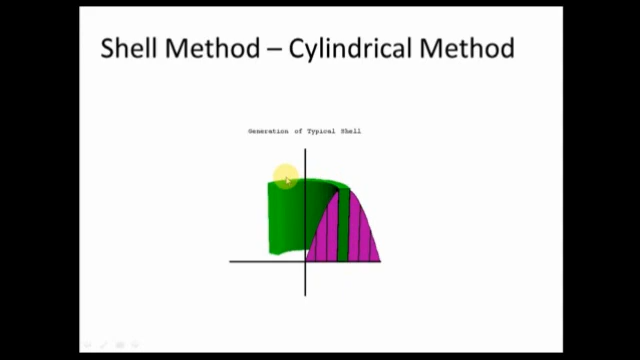 Shell Method – Cylindrical Method
Generation of Typical Shell